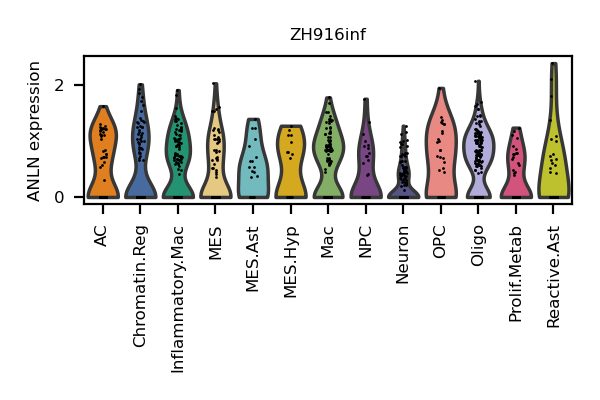 ZH916inf
ANLN expression
2
0
AC
Chromatin.Reg
Inflammatory.Mac
MES
MES.Ast
MES.Hyp
Mac
NPC
Neuron
OPC
Oligo
Prolif.Metab
Reactive.Ast